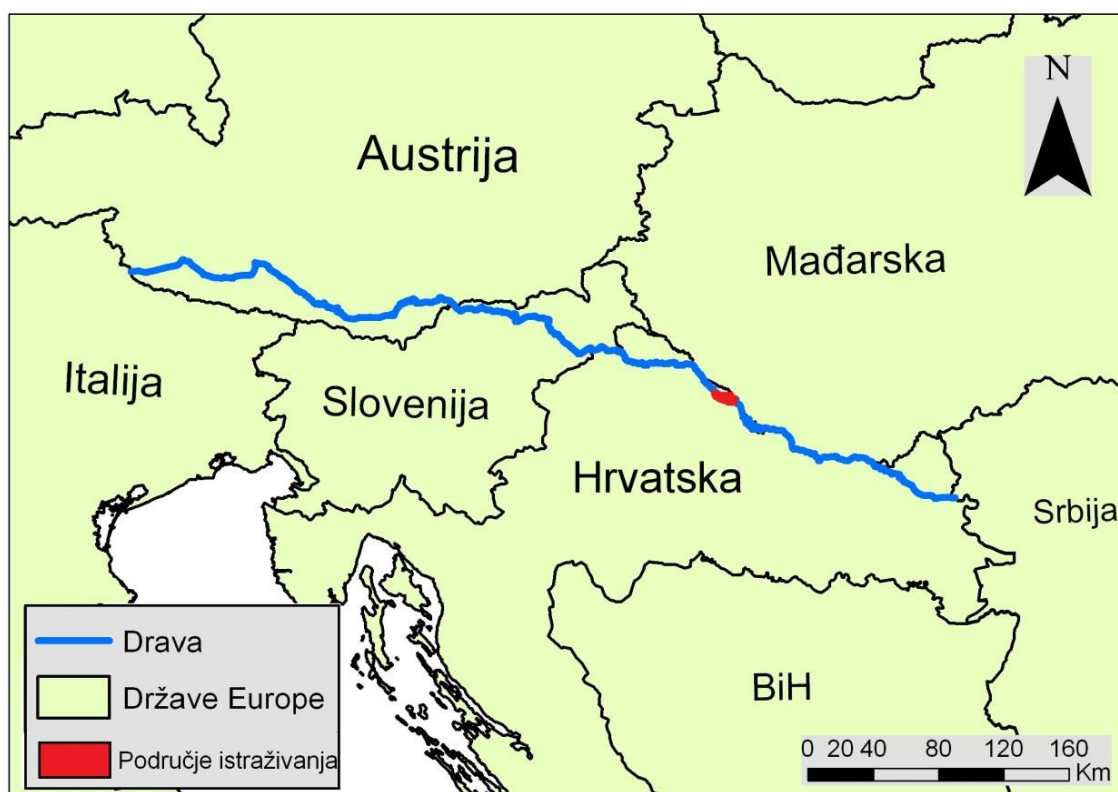 N
Austrija
Mađarska
Italija
Slovenija
Hrvatska
Srbija
BiH
Drava
Države Europe
Područje istraživanja
0 20 40 80 120 160
Km